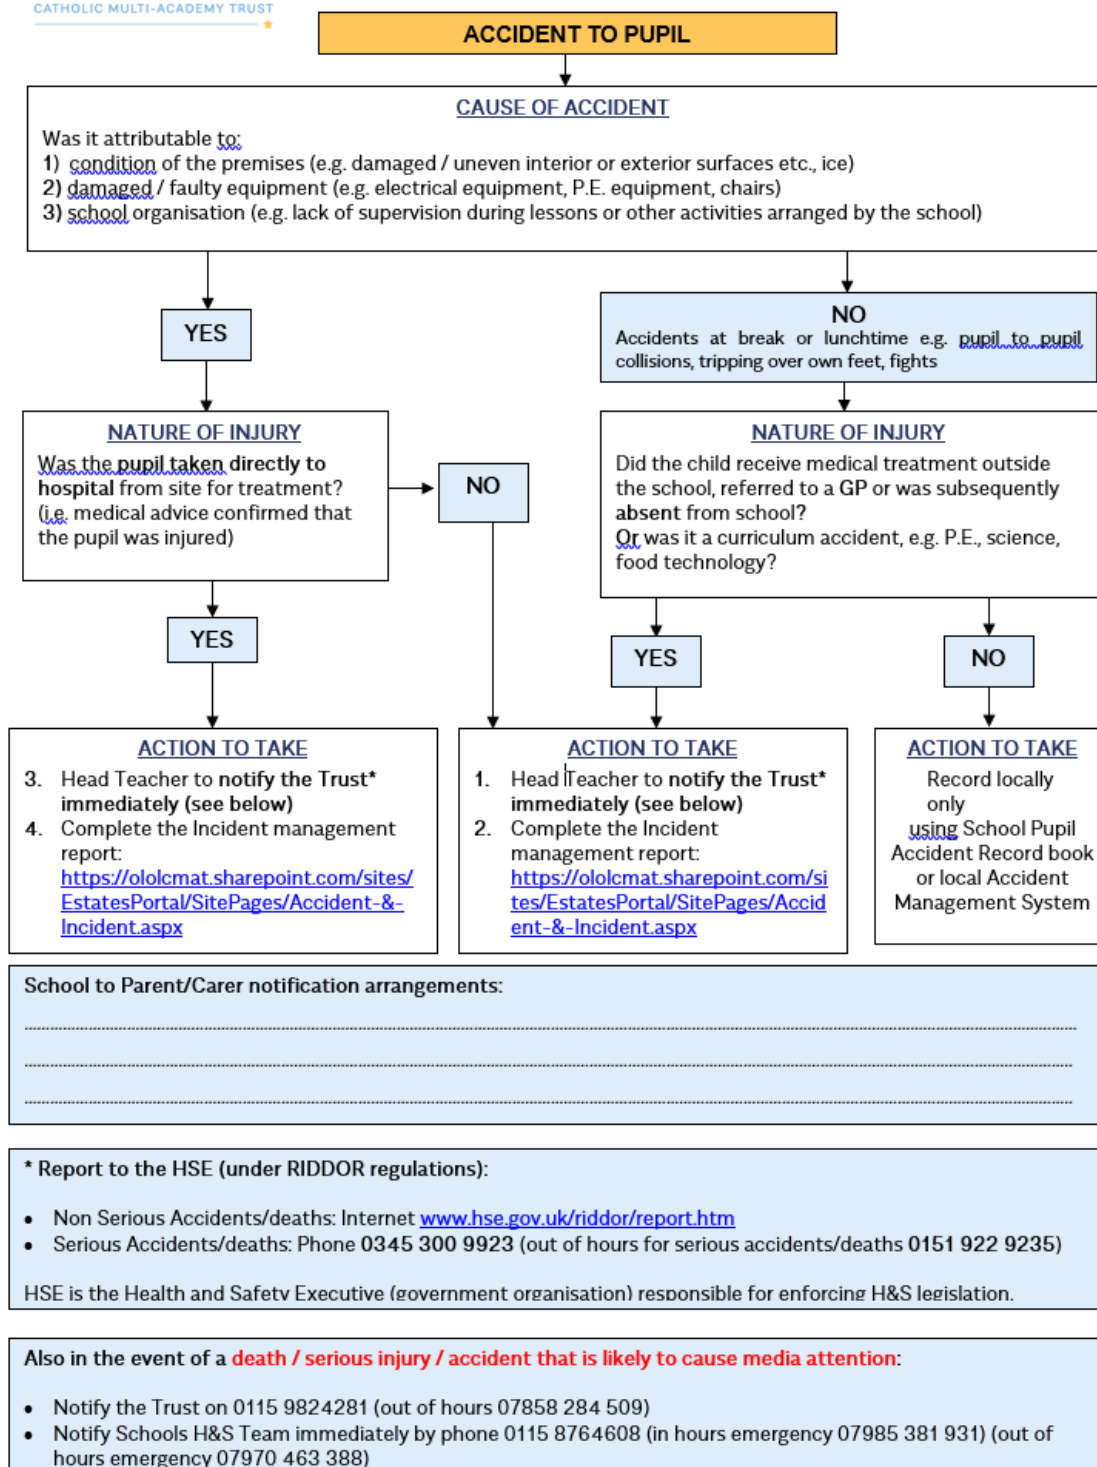 CATHOLIC MULTI-ACADEMY TRUST
ACCIDENT TO PUPIL
CAUSE OF ACCIDENT
Was it attributable to:
1) condition of the premises (e.g. damaged / uneven interior or exterior surfaces etc., ice)
2) damaged / faulty equipment (e.g. electrical equipment, P.E. equipment, chairs)
3) school organisation (e.g. lack of supervision during lessons or other activities arranged by the school)
YES
NO
Accidents at break or lunchtime e.g. pupil to pupil
collisions, tripping over own feet, fights
NATURE OF INJURY
Was the pupil taken directly to
hospital from site for treatment?
(i.e. medical advice confirmed that
the pupil was injured)
NO
NATURE OF INJURY
Did the child receive medical treatment outside
the school, referred to a GP or was subsequently
absent from school?
Or was it a curriculum accident, e.g. P.E., science,
food technology?
YES
YES
NO
ACTION TO TAKE
3. Head Teacher to notify the Trust*
immediately (see below)
4. Complete the Incident management
report:
https://ololcmat.sharepoint.com/sites/
EstatesPortal/SitePages/Accident-&-
Incident.aspx
ACTION TO TAKE
1. Head Teacher to notify the Trust*
immediately (see below)
2. Complete the Incident
management report:
https://ololcmat.sharepoint.com/si
tes/EstatesPortal/SitePages/Accid
ent-&-Incident.aspx
ACTION TO TAKE
Record locally
only
using School Pupil
Accident Record book
or local Accident
Management System
School to Parent/Carer notification arrangements:
* Report to the HSE (under RIDDOR regulations):
• Non Serious Accidents/deaths: Internet www.hse.gov.uk/riddor/report.htm
• Serious Accidents/deaths: Phone 0345 300 9923 (out of hours for serious accidents/deaths 0151 922 9235)
HSE is the Health and Safety Executive (government organisation) responsible for enforcing H&S legislation.
Also in the event of a death / serious injury / accident that is likely to cause media attention:
• Notify the Trust on 0115 9824281 (out of hours 07858 284 509)
• Notify Schools H&S Team immediately by phone 0115 8764608 (in hours emergency 07985 381 931) (out of
hours emergency 07970 463 388)